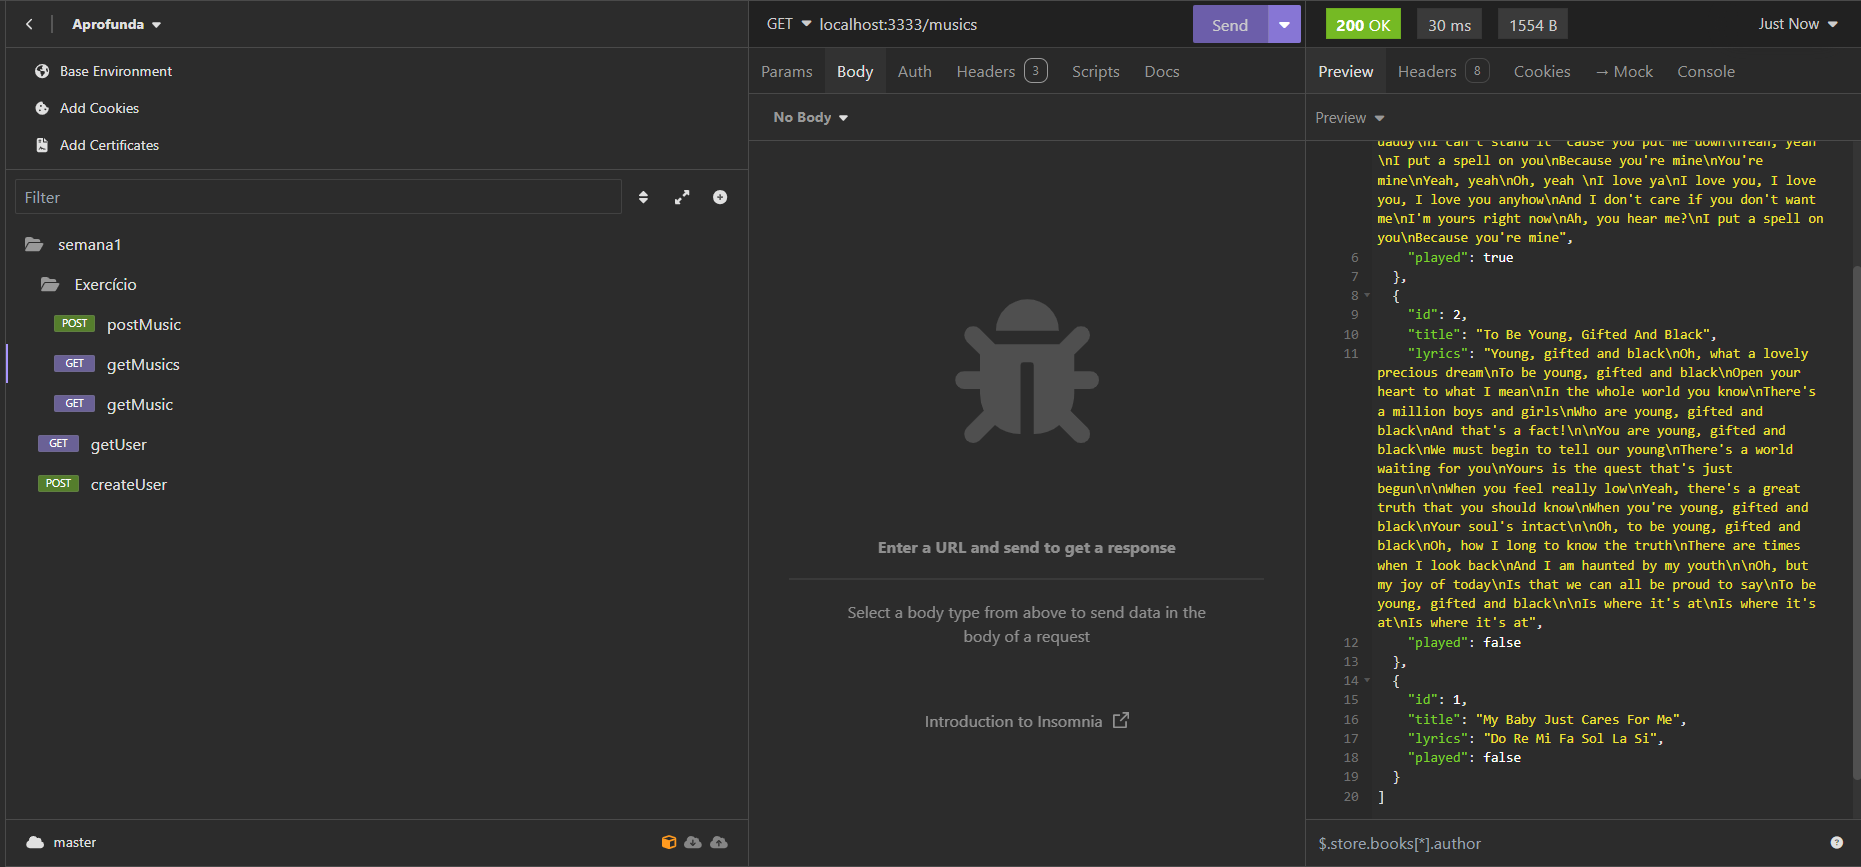 Aprofunda
Base Environment
Add Cookies
Add Certificates
Filter
semana1
Exercício
POST postMusic
GET getMusics
GET getMusic
GET getUser
POST createUser
master
GET localhost:3333/musics
Send
Params Body Auth Headers 3 Scripts Docs
No Body
Enter a URL and send to get a response
Select a body type from above to send data in the
body of a request
Introduction to Insomnia
200 OK 30 ms 1554 B Just Now
Preview Headers 8 Cookies → Mock Console
Preview
daddy\nI can't stand it 'cause you put me down\nYeah, yeah
\nI put a spell on you\nBecause you're mine\nYou're
mine\nYeah, yeah\nOh, yeah \nI love ya\nI love you, I love
you, I love you anyhow\nAnd I don't care if you don't want
me\nI'm yours right now\nAh, you hear me?\nI put a spell on
you\nBecause you're mine",
6 "played": true
7 },
8 {
9 "id": 2,
10 "title": "To Be Young, Gifted And Black",
11 "lyrics": "Young, gifted and black\nOh, what a lovely
precious dream\nTo be young, gifted and black\nOpen your
heart to what I mean\nIn the whole world you know\nThere's
a million boys and girls\nWho are young, gifted and
black\nAnd that's a fact!\n\nYou are young, gifted and
black\nWe must begin to tell our young\nThere's a world
waiting for you\nYours is the quest that's just
begun\n\nWhen you feel really low\nYeah, there's a great
truth that you should know\nWhen you're young, gifted and
black\nYour soul's intact\n\nOh, to be young, gifted and
black\nOh, how I long to know the truth\nThere are times
when I look back\nAnd I am haunted by my youth\n\nOh, but
my joy of today\nIs that we can all be proud to say\nTo be
young, gifted and black\n\nIs where it's at\nIs where it's
at\nIs where it's at",
12 "played": false
13 },
14 {
15 "id": 1,
16 "title": "My Baby Just Cares For Me",
17 "lyrics": "Do Re Mi Fa Sol La Si",
18 "played": false
19 }
20 ]
$.store.books[*].author